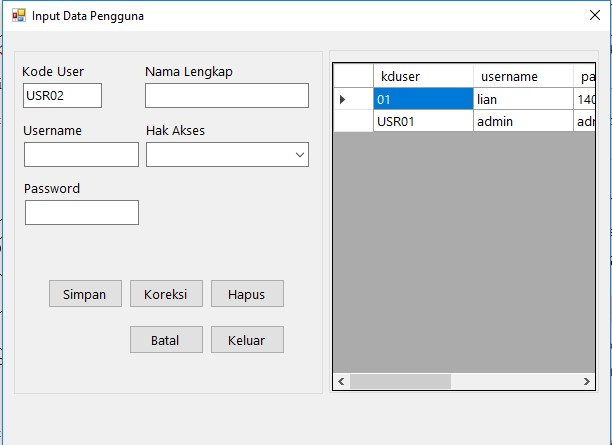 Input Data Pengguna
Kode User
Nama Lengkap
USR02
Username
Hak Akses
Password
Simpan
Koreksi
Hapus
Batal
Keluar
kduser username pa
01 lian 140
USR01 admin adr